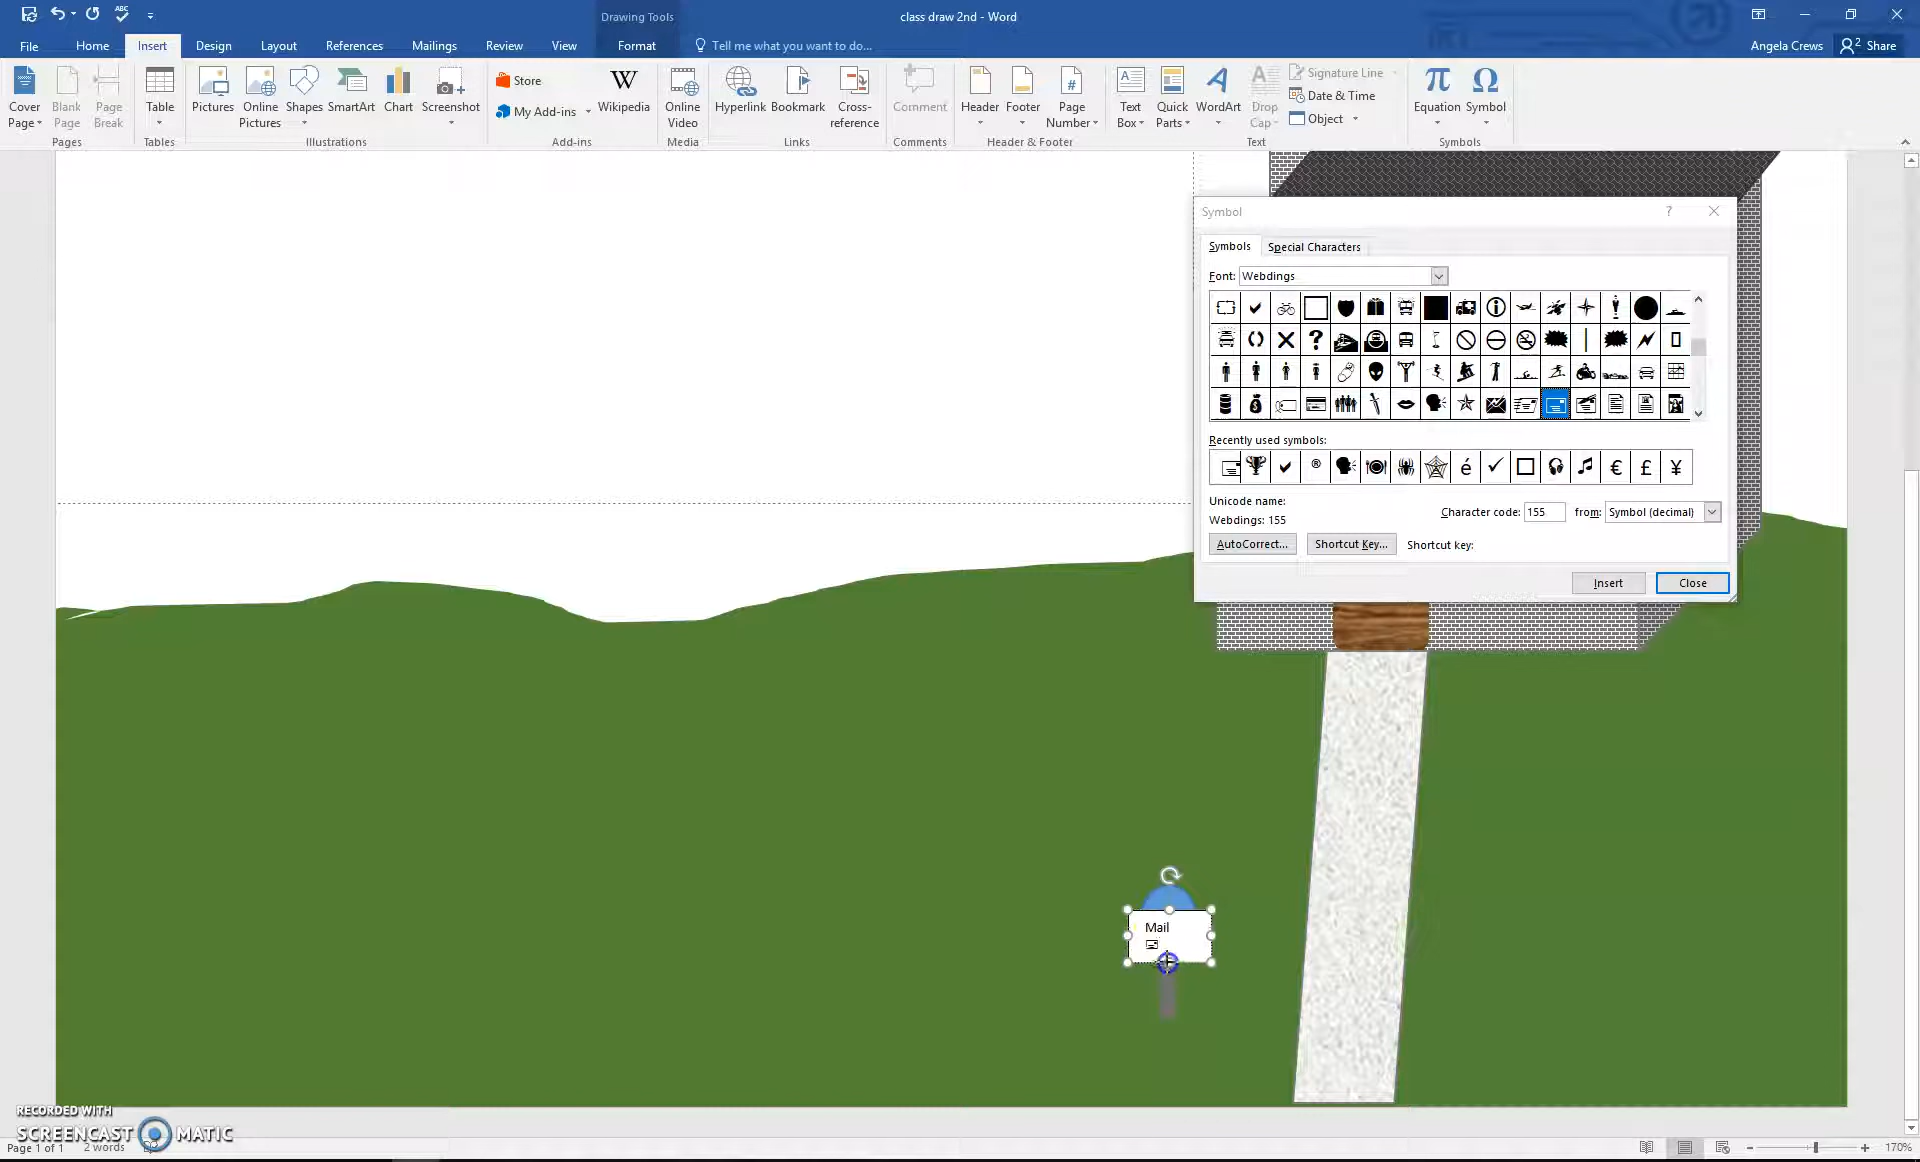 ABC
Drawing Tools
class draw 2nd - Word
File Home Insert Design Layout References Mailings Review View Format Tell me what you want to do...
Angela Crews Share
Cover Page
Blank Page
Page Break
Table
Pictures
Online Pictures
Shapes
SmartArt
Chart
Screenshot
Store
My Add-ins
W
Wikipedia
Online Video
Hyperlink
Bookmark
Cross-reference
Comment
Header
Footer
#
Page Number
A
Text Box
Quick Parts
A
WordArt
A
Drop Cap
Signature Line
Date & Time
Object
π
Equation
Ω
Symbol
Pages Tables Illustrations Add-ins Media Links Comments Header & Footer Text Symbols
Symbol ?
Symbols Special Characters
Font: Webdings
Recently used symbols:
® é ✓ € £ ¥
Unicode name:
Webdings: 155
Character code: 155 from: Symbol (decimal)
AutoCorrect... Shortcut Key... Shortcut key:
Insert Close
Mail
RECORDED WITH
SCREENCAST MATIC
Page 1 of 1 2 words
170%